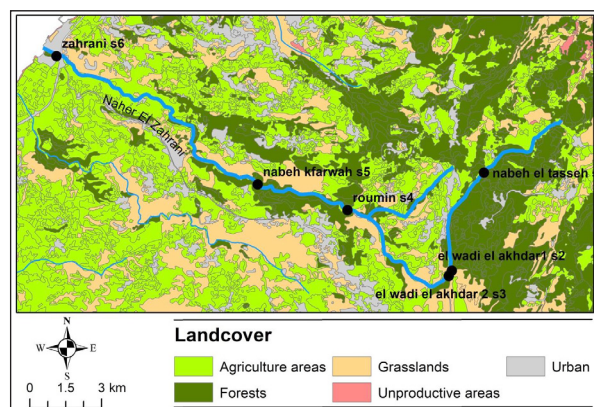 zahrani s6
Naher El Zahrani
nabeh kfarwah s5
nabeh el tasseh s
roumin s4
el wadi el akhdar1 s2
el wadi el akhdar 2 s3
N
W E
S
0 1.5 3 km
Landcover
Agriculture areas
Grasslands
Urban
Forests
Unproductive areas